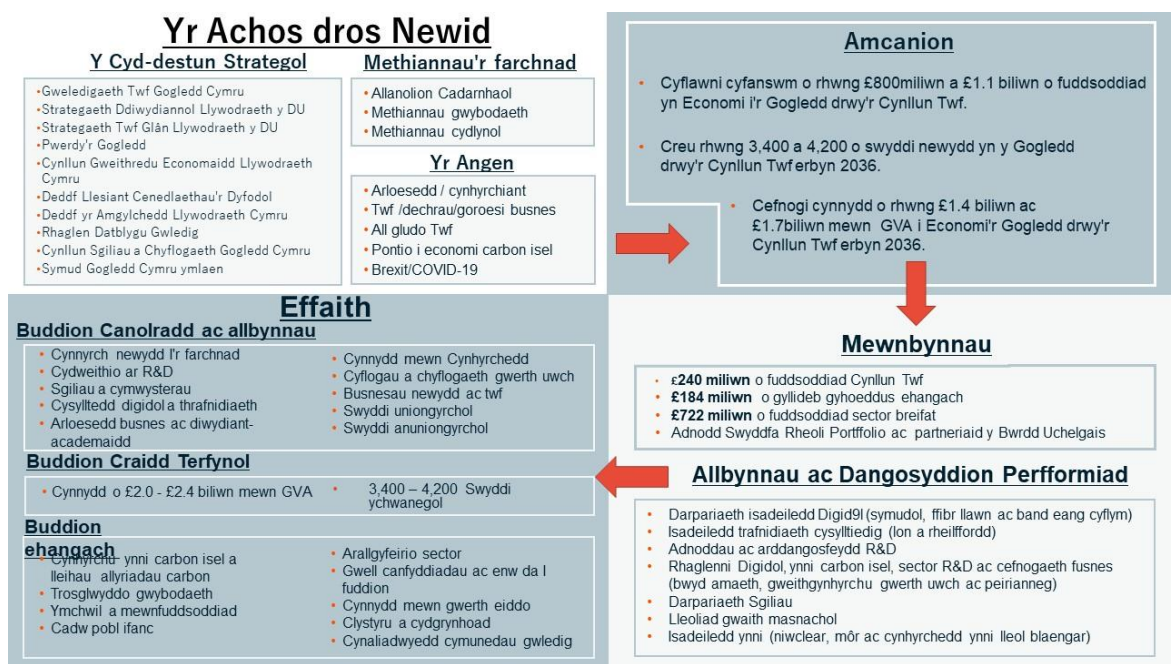 Yr Achos dros Newid
Y Cyd-destun Strategol
•Gweledigaeth Twf Gogledd Cymru
•Strategaeth Ddiwydiannol Llywodraeth y DU
•Strategaeth Twf Glân Llywodraeth y DU
•Pwerdy'r Gogledd
•Cynllun Gweithredu Economaidd Llywodraeth
Cymru
•Deddf Llesiant Cenedlaethau'r Dyfodol
•Deddf yr Amgylchedd Llywodraeth Cymru
•Rhaglen Datblygu Gwledig
•Cynllun Sgiliau a Chyflogaeth Gogledd Cymru
•Symud Gogledd Cymru ymlaen
Methiannau'r farchnad
• Allanolion Cadarnhaol
• Methiannau gwybodaeth
• Methiannau cydlynol
Yr Angen
• Arloesedd / cynhyrchiant
• Twf /dechrau/goroesi busnes
• All gludo Twf
• Pontio i economi carbon isel
• Brexit/COVID-19
Amcanion
• Cyflawni cyfanswm o rhwng £800miliwn a £1.1 biliwn o fuddsoddiad
yn Economi i'r Gogledd drwy'r Cynllun Twf.
• Creu rhwng 3,400 a 4,200 o swyddi newydd yn y Gogledd
drwy'r Cynllun Twf erbyn 2036.
• Cefnogi cynnydd o rhwng £1.4 biliwn ac
£1.7biliwn mewn GVA i Economi'r Gogledd drwy'r
Cynllun Twf erbyn 2036.
Mewnbynnau
• £240 miliwn o fuddsoddiad Cynllun Twf
• £184 miliwn o gyllideb gyhoeddus ehangach
• £722 miliwn o fuddsoddiad sector breifat
• Adnodd Swyddfa Rheoli Portffolio ac partneriaid y Bwrdd Uchelgais
Allbynnau ac Dangosyddion Perfformiad
• Darpariaeth isadeiledd Digid9l (symudol, ffibr llawn ac band eang cyflym)
• Isadeiledd trafnidiaeth cysylltiedig (lon a rheilffordd)
• Adnoddau ac arddangosfeydd R&D
• Rhaglenni Digidol, ynni carbon isel, sector R&D ac cefnogaeth fusnes
(bwyd amaeth, gweithgynhyrchu gwerth uwch ac peirianneg)
• Darpariaeth Sgiliau
• Lleoliad gwaith masnachol
• Isadeiledd ynni (niwclear, môr ac cynhyrchedd ynni lleol blaengar)
Effaith
Buddion Canolradd ac allbynnau
• Cynnyrch newydd I'r farchnad
• Cydweithio ar R&D
• Sgiliau a cymwysterau
• Cysylltedd digidol a thrafnidiaeth
• Arloesedd busnes ac diwydiant-
academaidd
• Cynnydd mewn Cynhyrchedd
• Cyflogau a chyflogaeth gwerth uwch
• Busnesau newydd ac twf
• Swyddi uniongyrchol
• Swyddi anuniongyrchol
Buddion Craidd Terfynol
• Cynnydd o £2.0 - £2.4 biliwn mewn GVA
• 3,400 – 4,200 Swyddi
ychwanegol
Buddion
ehangach
• Cynhyrchu ynni carbon isel a
lleihau allyriadau carbon
• Trosglwyddo gwybodaeth
• Ymchwil a mewnfuddsoddiad
• Cadw pobl ifanc
• Arallgyfeirio sector
• Gwell canfyddiadau ac enw da I
fuddion
• Cynnydd mewn gwerth eiddo
• Clystyru a cydgrynhoad
• Cynaliadwyedd cymunedau gwledig